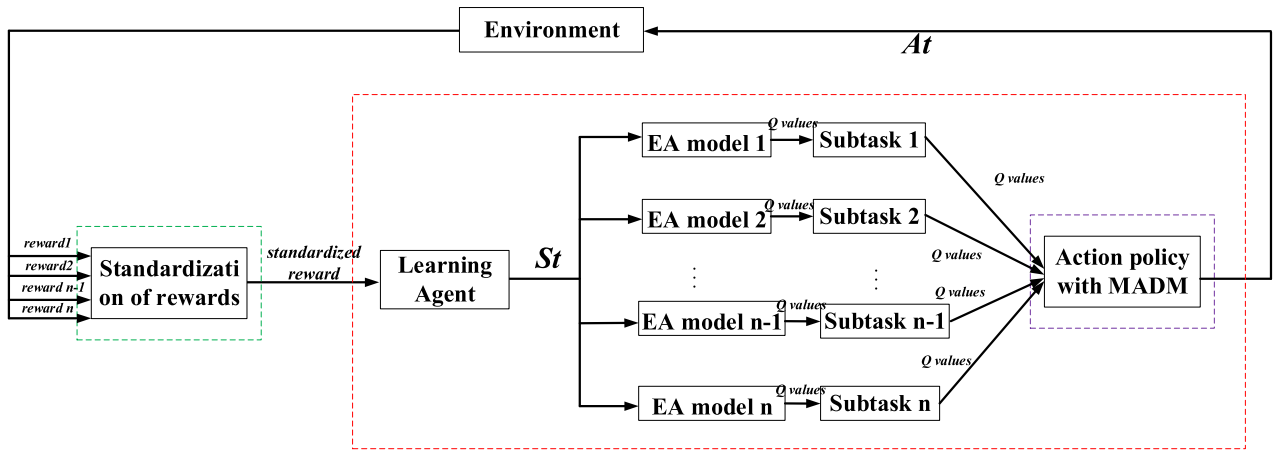 Environment
At
Q values
EA model 1
Subtask 1
Q values
Q values
EA model 2
Subtask 2
reward1
reward2
reward n-1
reward n
Standardizati
on of rewards
standardized
reward
Learning
Agent
St
Q values
Action policy
with MADM
Q values
Q values
EA model n-1
Subtask n-1
Q values
Q values
EA model n
Subtask n